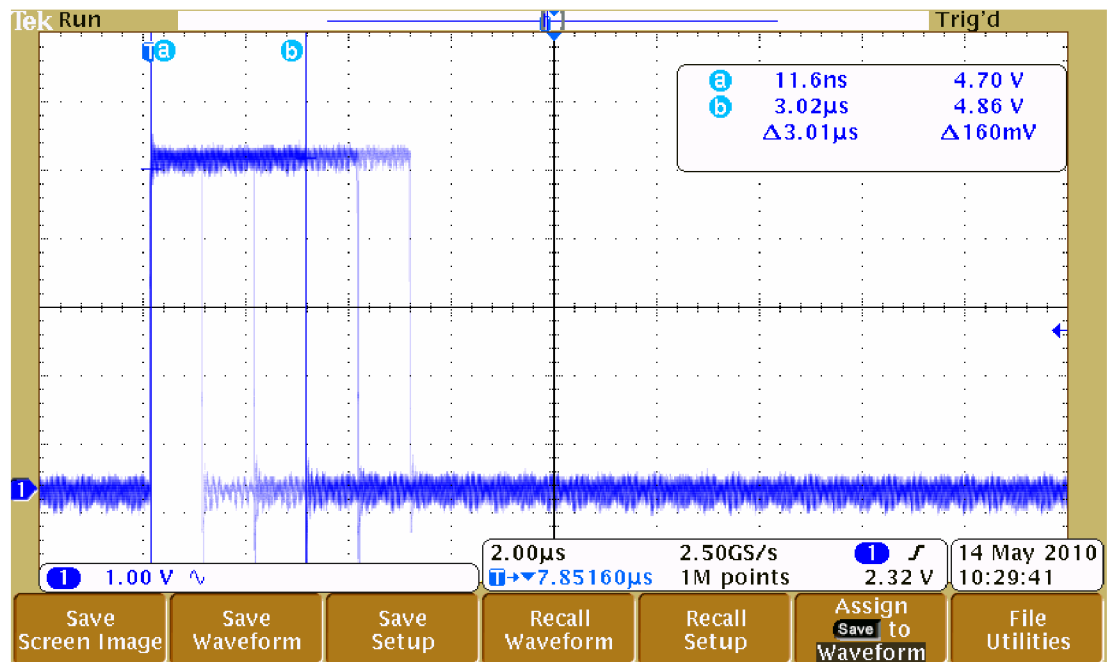 Tek Run Trig'd
T a b
a 11.6ns 4.70 V
b 3.02μs 4.86 V
Δ3.01μs Δ160mV
1
1 1.00 V
2.00μs 2.50GS/s 1 14 May 2010
T→▼7.85160μs 1M points 2.32 V 10:29:41
Save Screen Image
Save Waveform
Save Setup
Recall Waveform
Recall Setup
Assign Save to Waveform
File Utilities